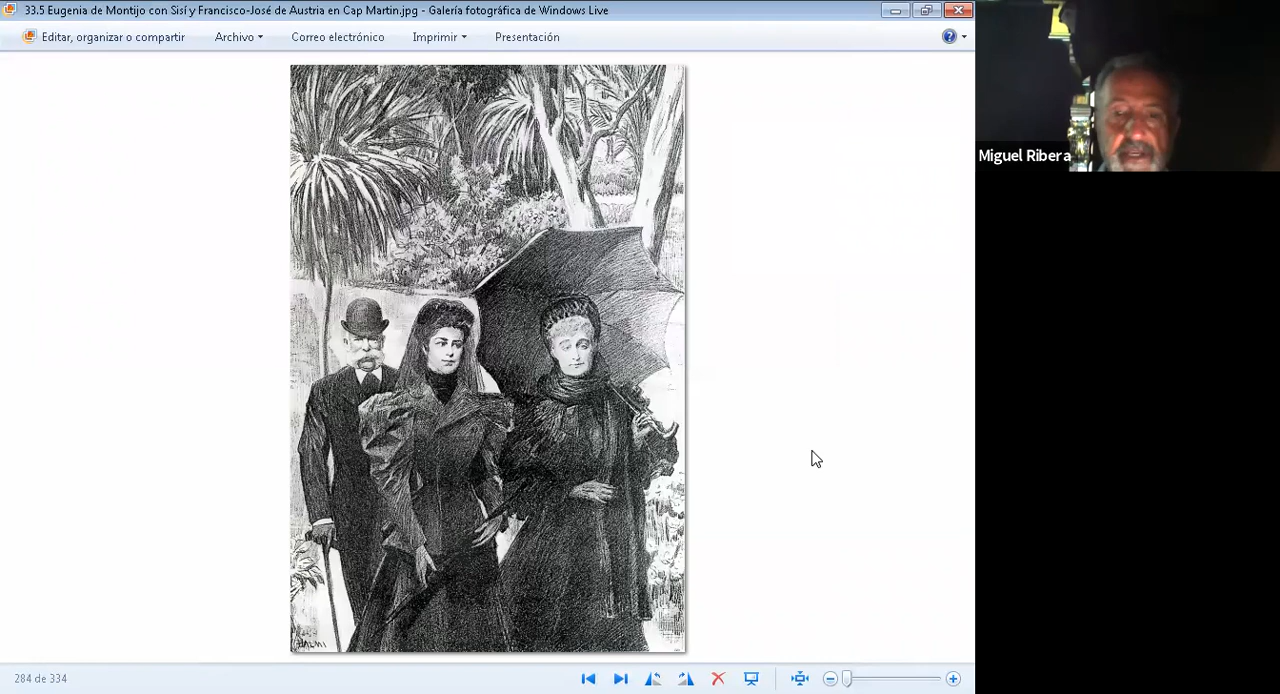 33.5 Eugenia de Montijo con Sisí y Francisco-José de Austria en Cap Martin.jpg - Galería fotográfica de Windows Live
Editar, organizar o compartir Archivo Correo electrónico Imprimir Presentación
Miguel Ribera
284 de 334